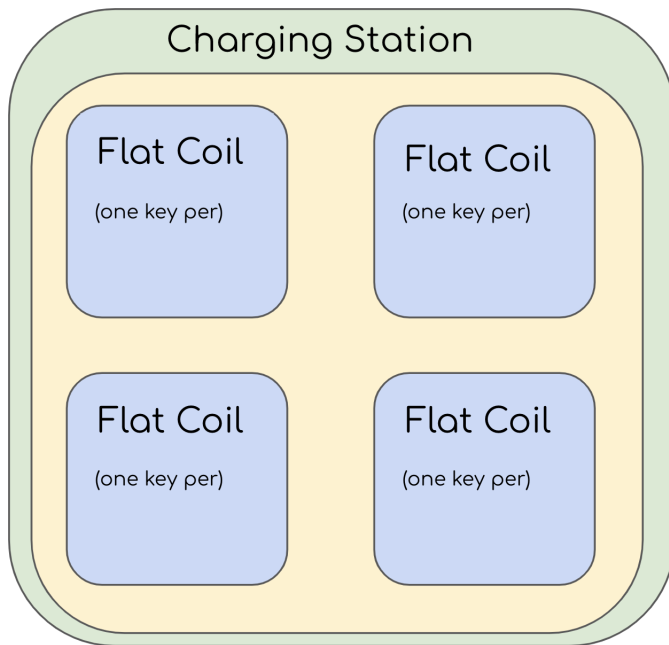 Charging Station
Flat Coil
(one key per)
Flat Coil
(one key per)
Flat Coil
(one key per)
Flat Coil
(one key per)